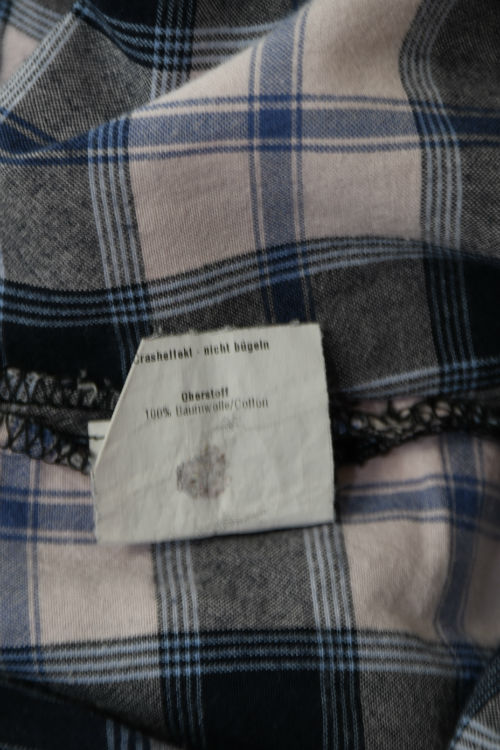 Crasheffekt - nicht bügeln
Oberstoff
100% Baumwolle/Cotton